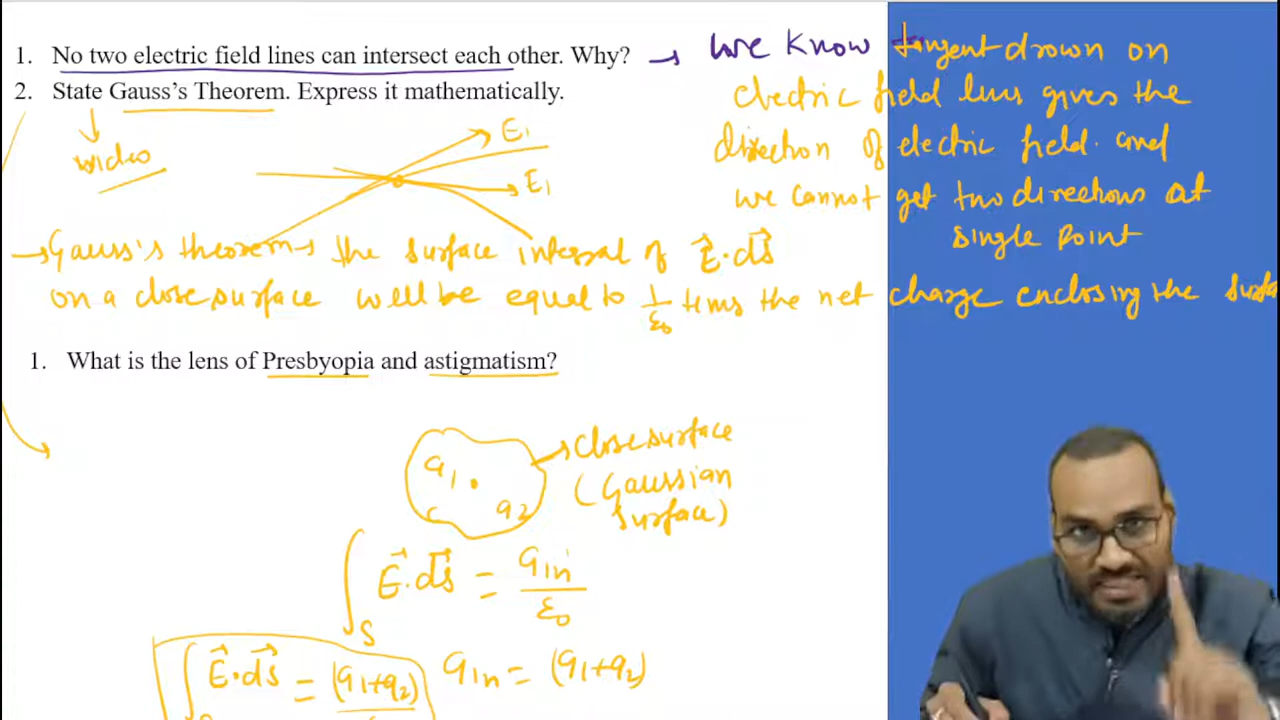 1. No two electric field lines can intersect each other. Why? → We know tangent drown on
2. State Gauss's Theorem. Express it mathematically.
electric field lins gives the
direction of electric field. and
we cannot get two directions at
single point
video
E₁
E₁
→ Gauss's theorem → the surface integral of E⃗.dS⃗
on a close surface will be equal to 1/ε₀ tims the net charge enclosing the
1. What is the lens of Presbyopia and astigmatism?
q₁ .
q₂
→ close surface
(Gaussian
surface)
∫S E⃗.ds⃗ = qin/ε₀
∫ E⃗.ds⃗ = (q₁+q₂)
qin = (q₁+q₂)